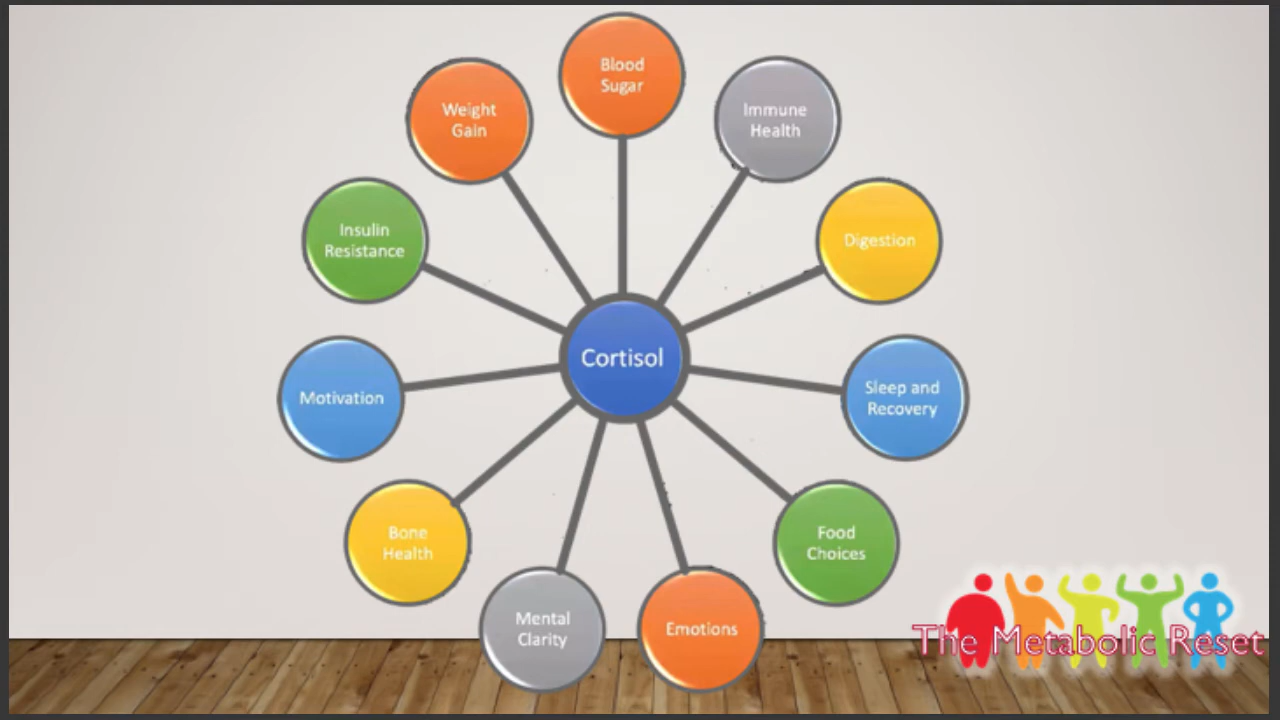 Blood
Sugar
Immune
Health
Digestion
Sleep and
Recovery
Food
Choices
Emotions
Mental
Clarity
Bone
Health
Motivation
Insulin
Resistance
Weight
Gain
Cortisol
The Metabolic Reset